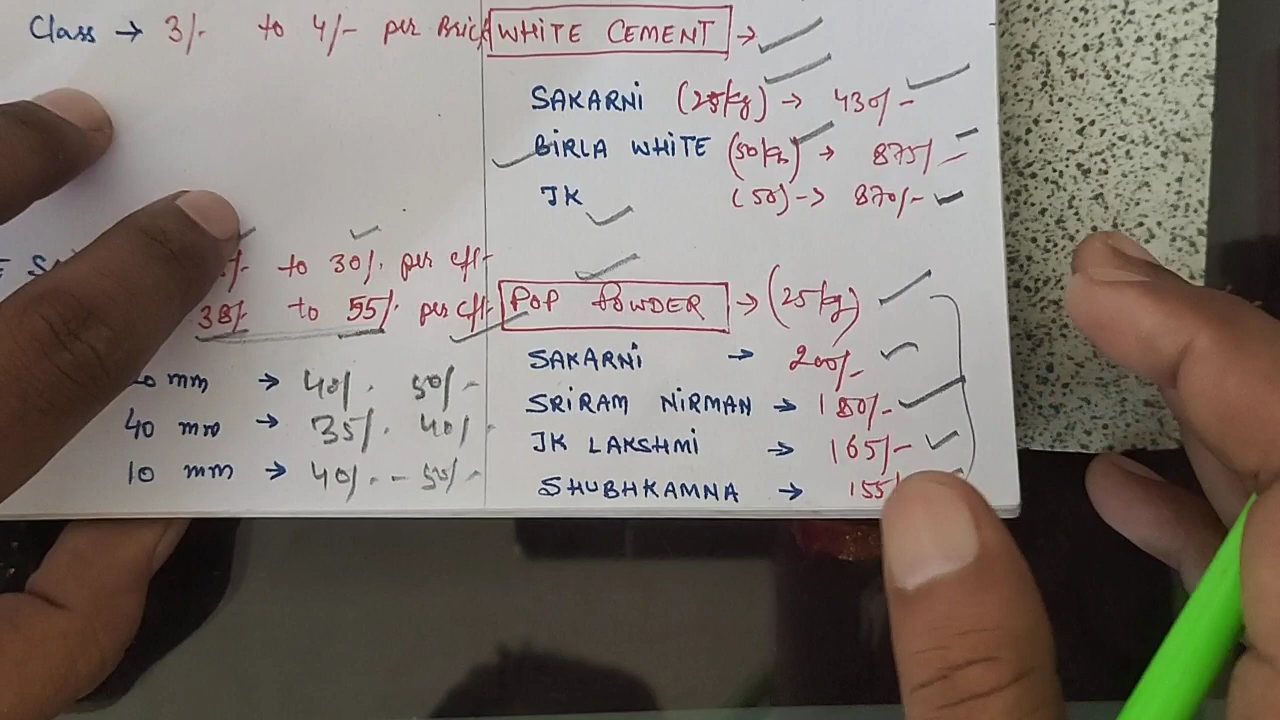 Class → 3/- to 4/- per Brick
to 30/. per cft
38/. to 55/. per cft
mm → 40/. 50/-
40 mm → 35/. 40/-
10 mm → 40/. - 50/-
WHITE CEMENT →
SAKARNI (25kg) → 430/-
BIRLA WHITE (50kg) → 875/-
JK (50) → 870/-
POP POWDER → (25kg)
SAKARNI → 200/-
SRIRAM NIRMAN → 180/-
JK LAKSHMI → 165/-
SHUBHKAMNA → 155/